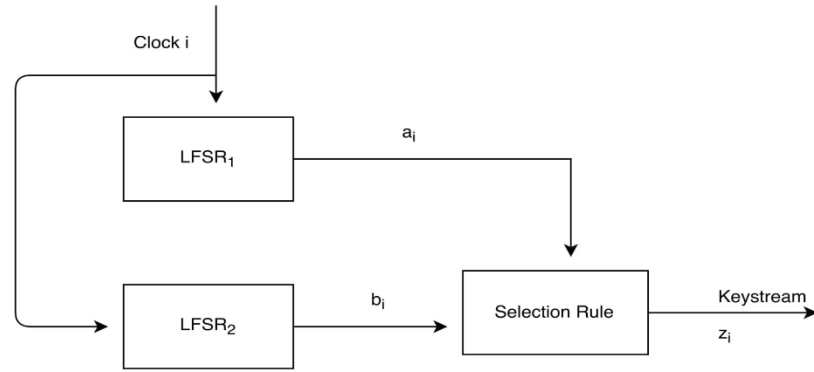 Clock i
LFSR₁
aᵢ
LFSR₂
bᵢ
Selection Rule
Keystream
zᵢ